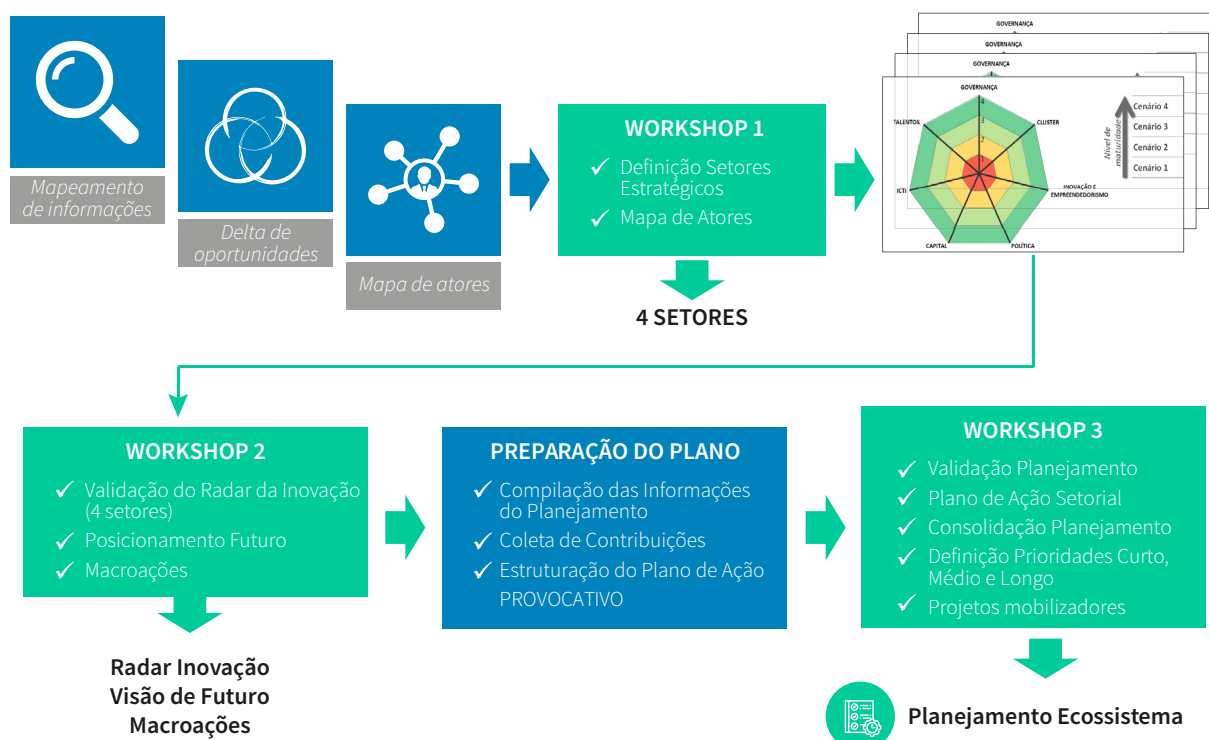 Mapeamento
de informações
Delta de
oportunidades
Mapa de atores
WORKSHOP 1
✓ Definição Setores
Estratégicos
✓ Mapa de Atores
4 SETORES
GOVERNANÇA
GOVERNANÇA
GOVERNANÇA
GOVERNANÇA
4
3
2
1
TALENTOS
CLUSTER
ICTI
INOVAÇÃO E
EMPREENDEDORISMO
CAPITAL
POLÍTICA
Nível de
maturidade
Cenário 4
Cenário 3
Cenário 2
Cenário 1
WORKSHOP 2
✓ Validação do Radar da Inovação
(4 setores)
✓ Posicionamento Futuro
✓ Macroações
Radar Inovação
Visão de Futuro
Macroações
PREPARAÇÃO DO PLANO
✓ Compilação das Informações
do Planejamento
✓ Coleta de Contribuições
✓ Estruturação do Plano de Ação
PROVOCATIVO
WORKSHOP 3
✓ Validação Planejamento
✓ Plano de Ação Setorial
✓ Consolidação Planejamento
✓ Definição Prioridades Curto,
Médio e Longo
✓ Projetos mobilizadores
Planejamento Ecossistema